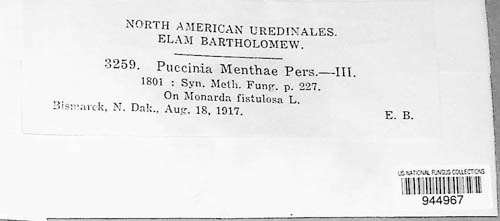 NORTH AMERICAN UREDINALES.
ELAM BARTHOLOMEW.
3259. Puccinia Menthae Pers.—III.
1801 : Syn. Meth. Fung. p. 227.
On Monarda fistulosa L.
Bismarck, N. Dak., Aug. 18, 1917. E. B.
US NATIONAL FUNGUS COLLECTIONS
944967